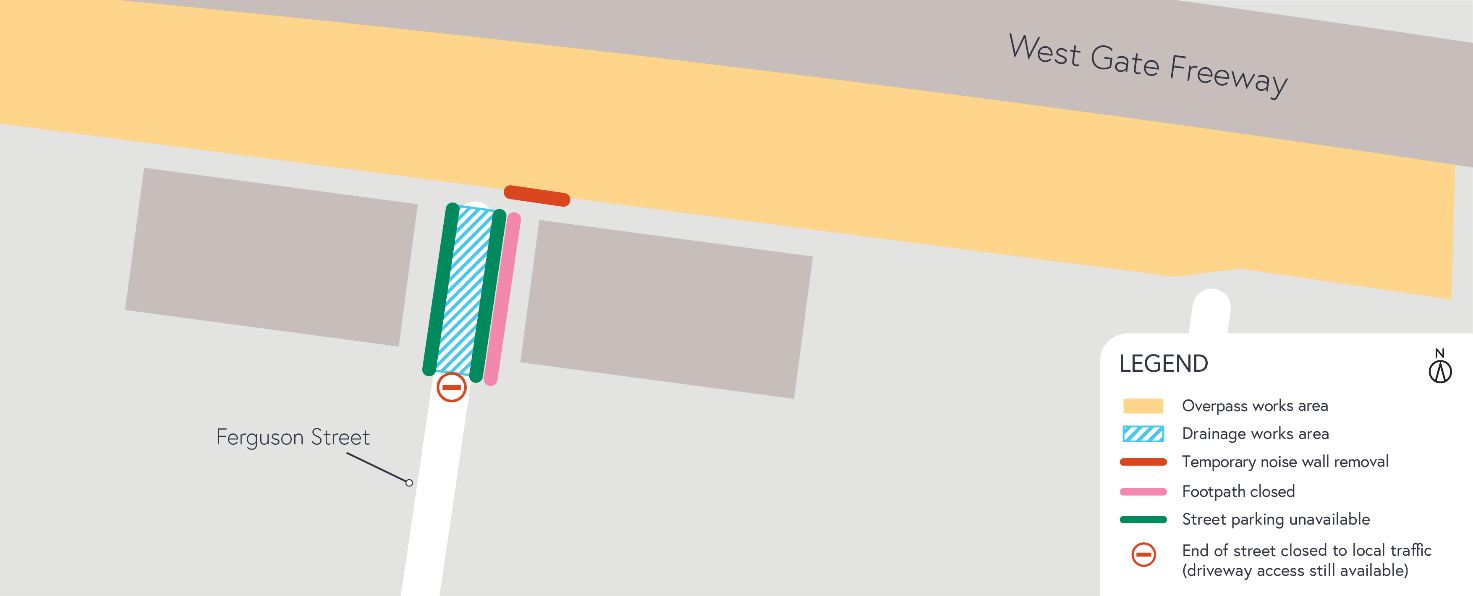 West Gate Freeway
Ferguson Street
LEGEND
N
Overpass works area
Drainage works area
Temporary noise wall removal
Footpath closed
Street parking unavailable
End of street closed to local traffic
(driveway access still available)